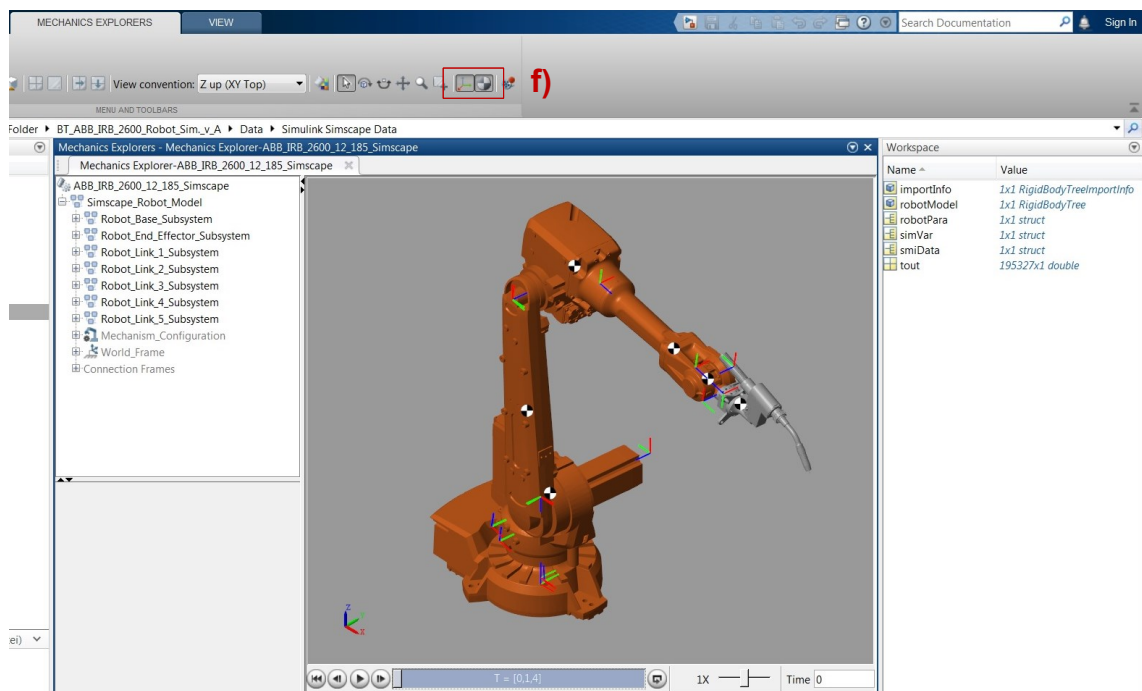 MECHANICS EXPLORERS VIEW Search Documentation Sign In
View convention: Z up (XY Top) f)
MENU AND TOOLBARS
Folder BT_ABB_IRB_2600_Robot_Sim._v_A Data Simulink Simscape Data
Mechanics Explorers - Mechanics Explorer-ABB_IRB_2600_12_185_Simscape
Workspace
Mechanics Explorer-ABB_IRB_2600_12_185_Simscape
Name Value
ABB_IRB_2600_12_185_Simscape
Simscape_Robot_Model
Robot_Base_Subsystem
Robot_End_Effector_Subsystem
Robot_Link_1_Subsystem
Robot_Link_2_Subsystem
Robot_Link_3_Subsystem
Robot_Link_4_Subsystem
Robot_Link_5_Subsystem
Mechanism_Configuration
World_Frame
Connection Frames
importInfo 1x1 RigidBodyTreeImportInfo
robotModel 1x1 RigidBodyTree
robotPara 1x1 struct
simVar 1x1 struct
smiData 1x1 struct
tout 195327x1 double
Z
Y
X
tei)
T = [0,1,4] 1X Time 0